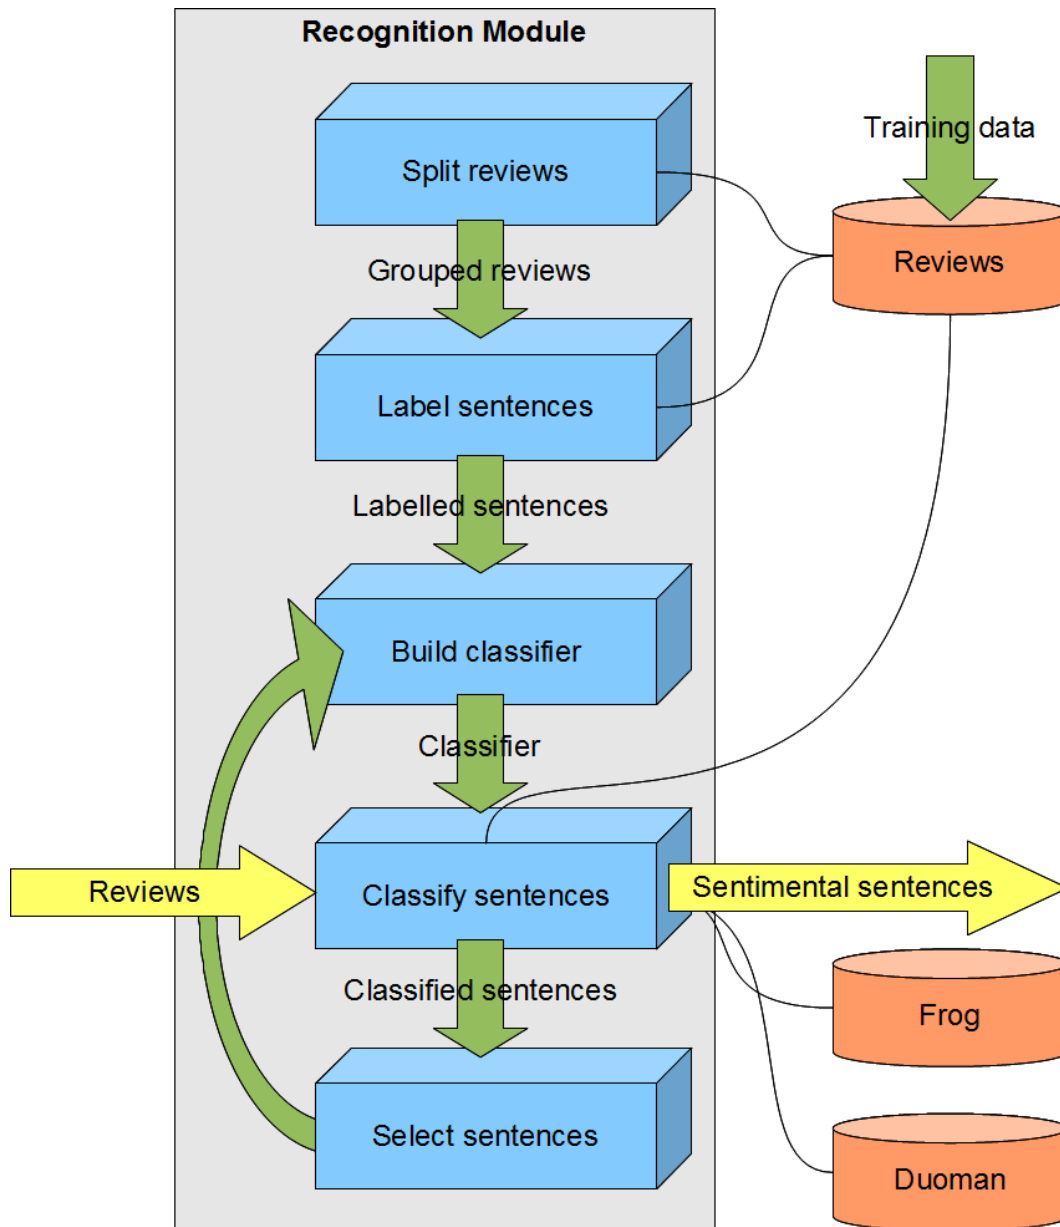 Recognition Module
Training data
Split reviews
Reviews
Grouped reviews
Label sentences
Labelled sentences
Build classifier
Classifier
Reviews
Classify sentences
Sentimental sentences
Classified sentences
Frog
Select sentences
Duoman